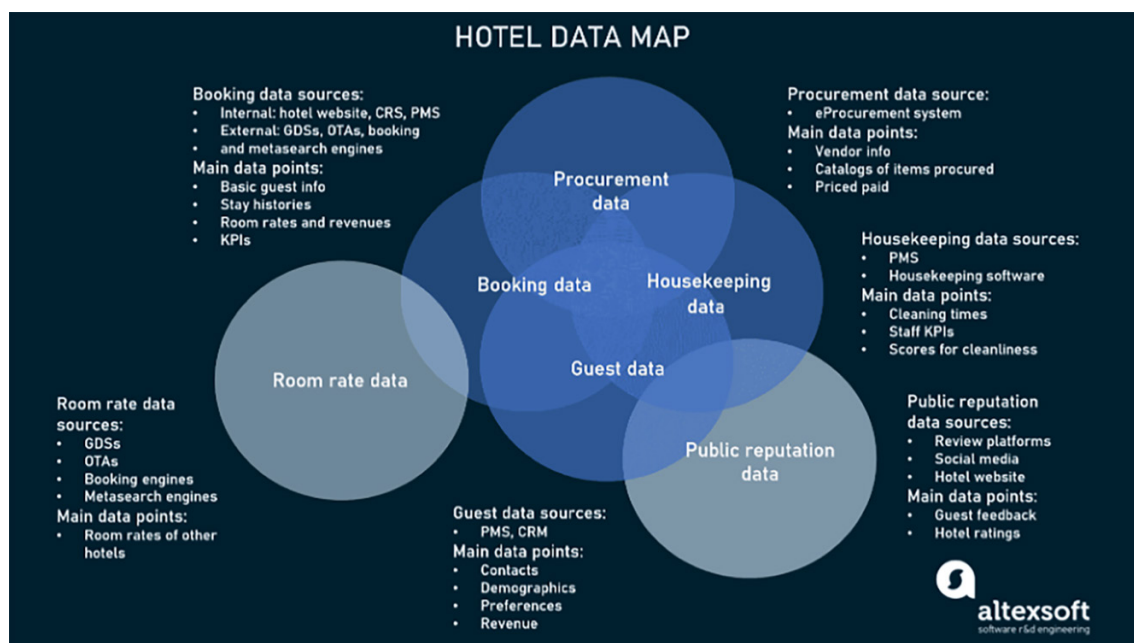 HOTEL DATA MAP
Booking data sources:
• Internal: hotel website, CRS, PMS
• External: GDSs, OTAs, booking
• and metasearch engines
Main data points:
• Basic guest info
• Stay histories
• Room rates and revenues
• KPIs
Procurement data source:
• eProcurement system
Main data points:
• Vendor info
• Catalogs of items procured
• Priced paid
Procurement
data
Booking data
Housekeeping
data
Guest data
Room rate data
Public reputation
data
Housekeeping data sources:
• PMS
• Housekeeping software
Main data points:
• Cleaning times
• Staff KPIs
• Scores for cleanliness
Room rate data
sources:
• GDSs
• OTAs
• Booking engines
• Metasearch engines
Main data points:
• Room rates of other
hotels
Guest data sources:
• PMS, CRM
Main data points:
• Contacts
• Demographics
• Preferences
• Revenue
Public reputation
data sources:
• Review platforms
• Social media
• Hotel website
Main data points:
• Guest feedback
• Hotel ratings
altexsoft
software r&d engineering